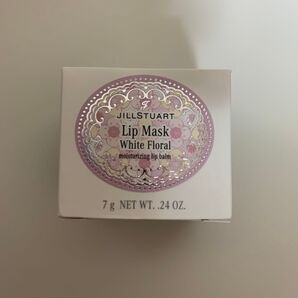 JILLSTUART
Lip Mask
White Floral
moisturizing lip balm
7 g NET WT. .24 OZ.